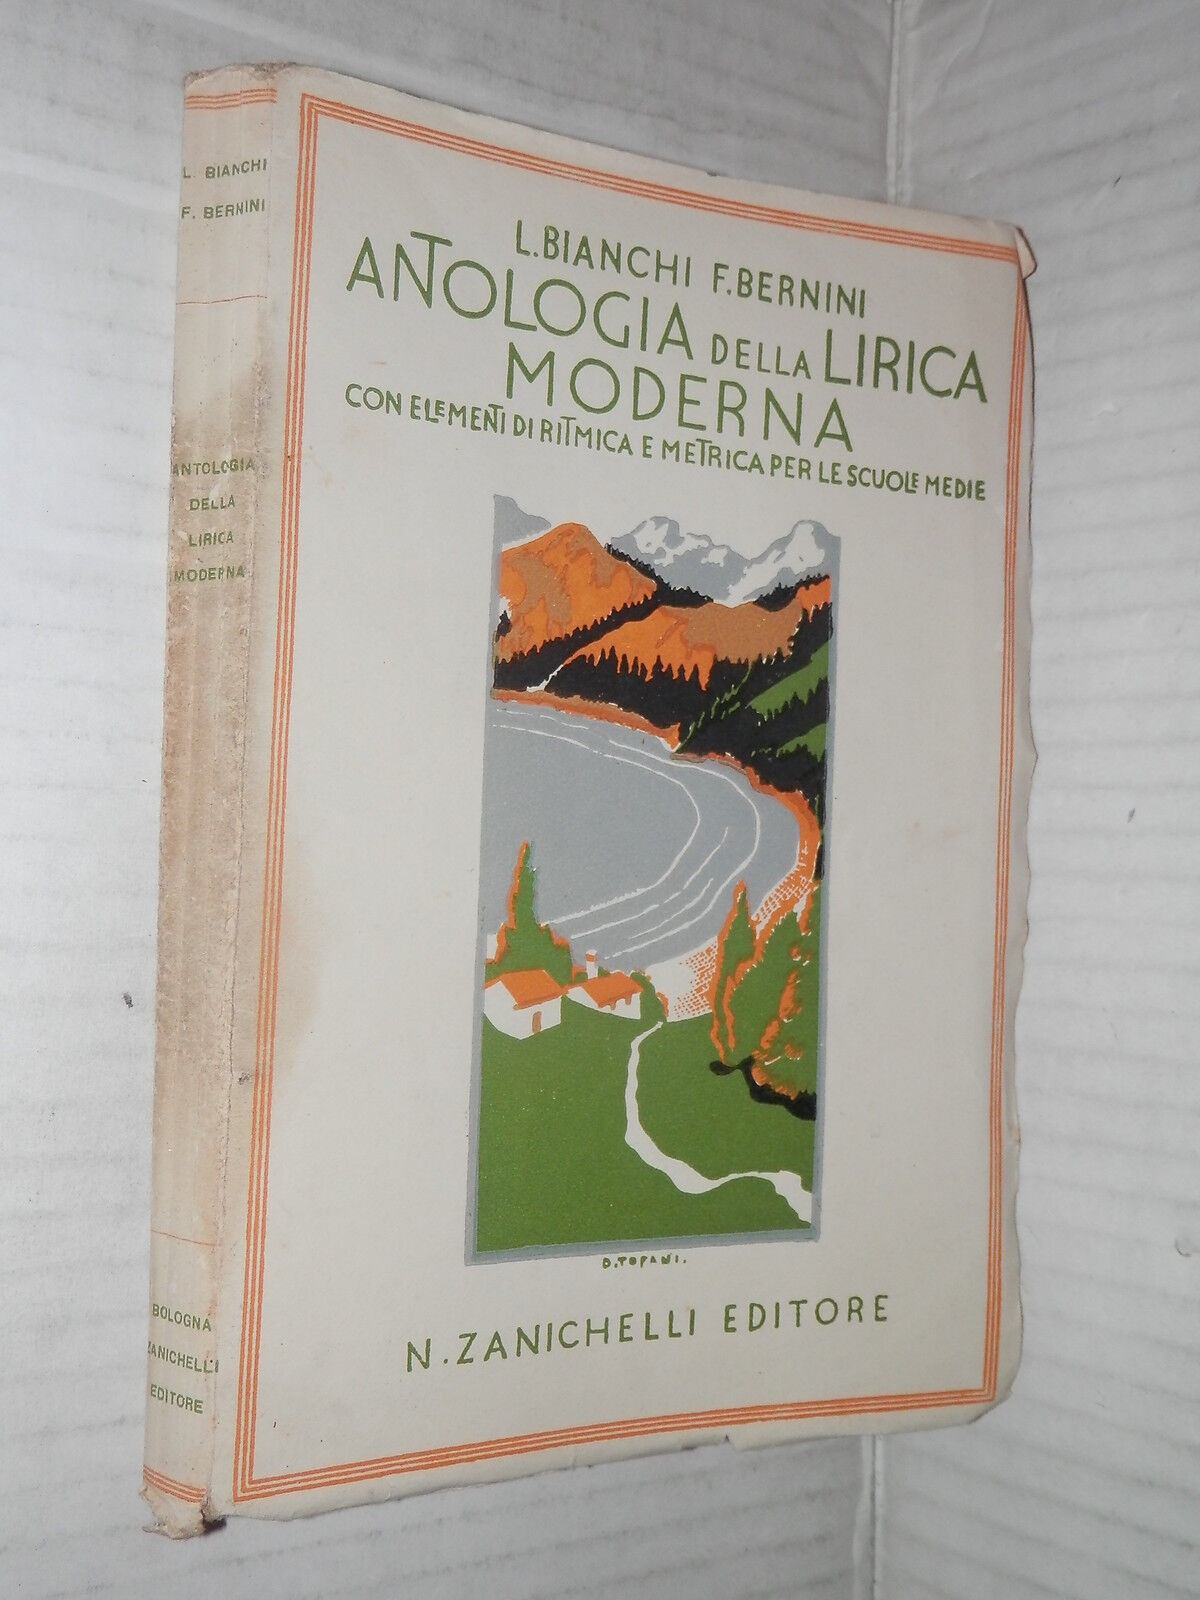 L. BIANCHI
F. BERNINI
ANTOLOGIA
DELLA
LIRICA
MODERNA
BOLOGNA
ZANICHELLI
EDITORE
L.BIANCHI F.BERNINI
ANTOLOGIA DELLA LIRICA
MODERNA
CON ELEMENTI DI RITMICA E METRICA PER LE SCUOLE MEDIE
D.TOFANI.
N. ZANICHELLI EDITORE